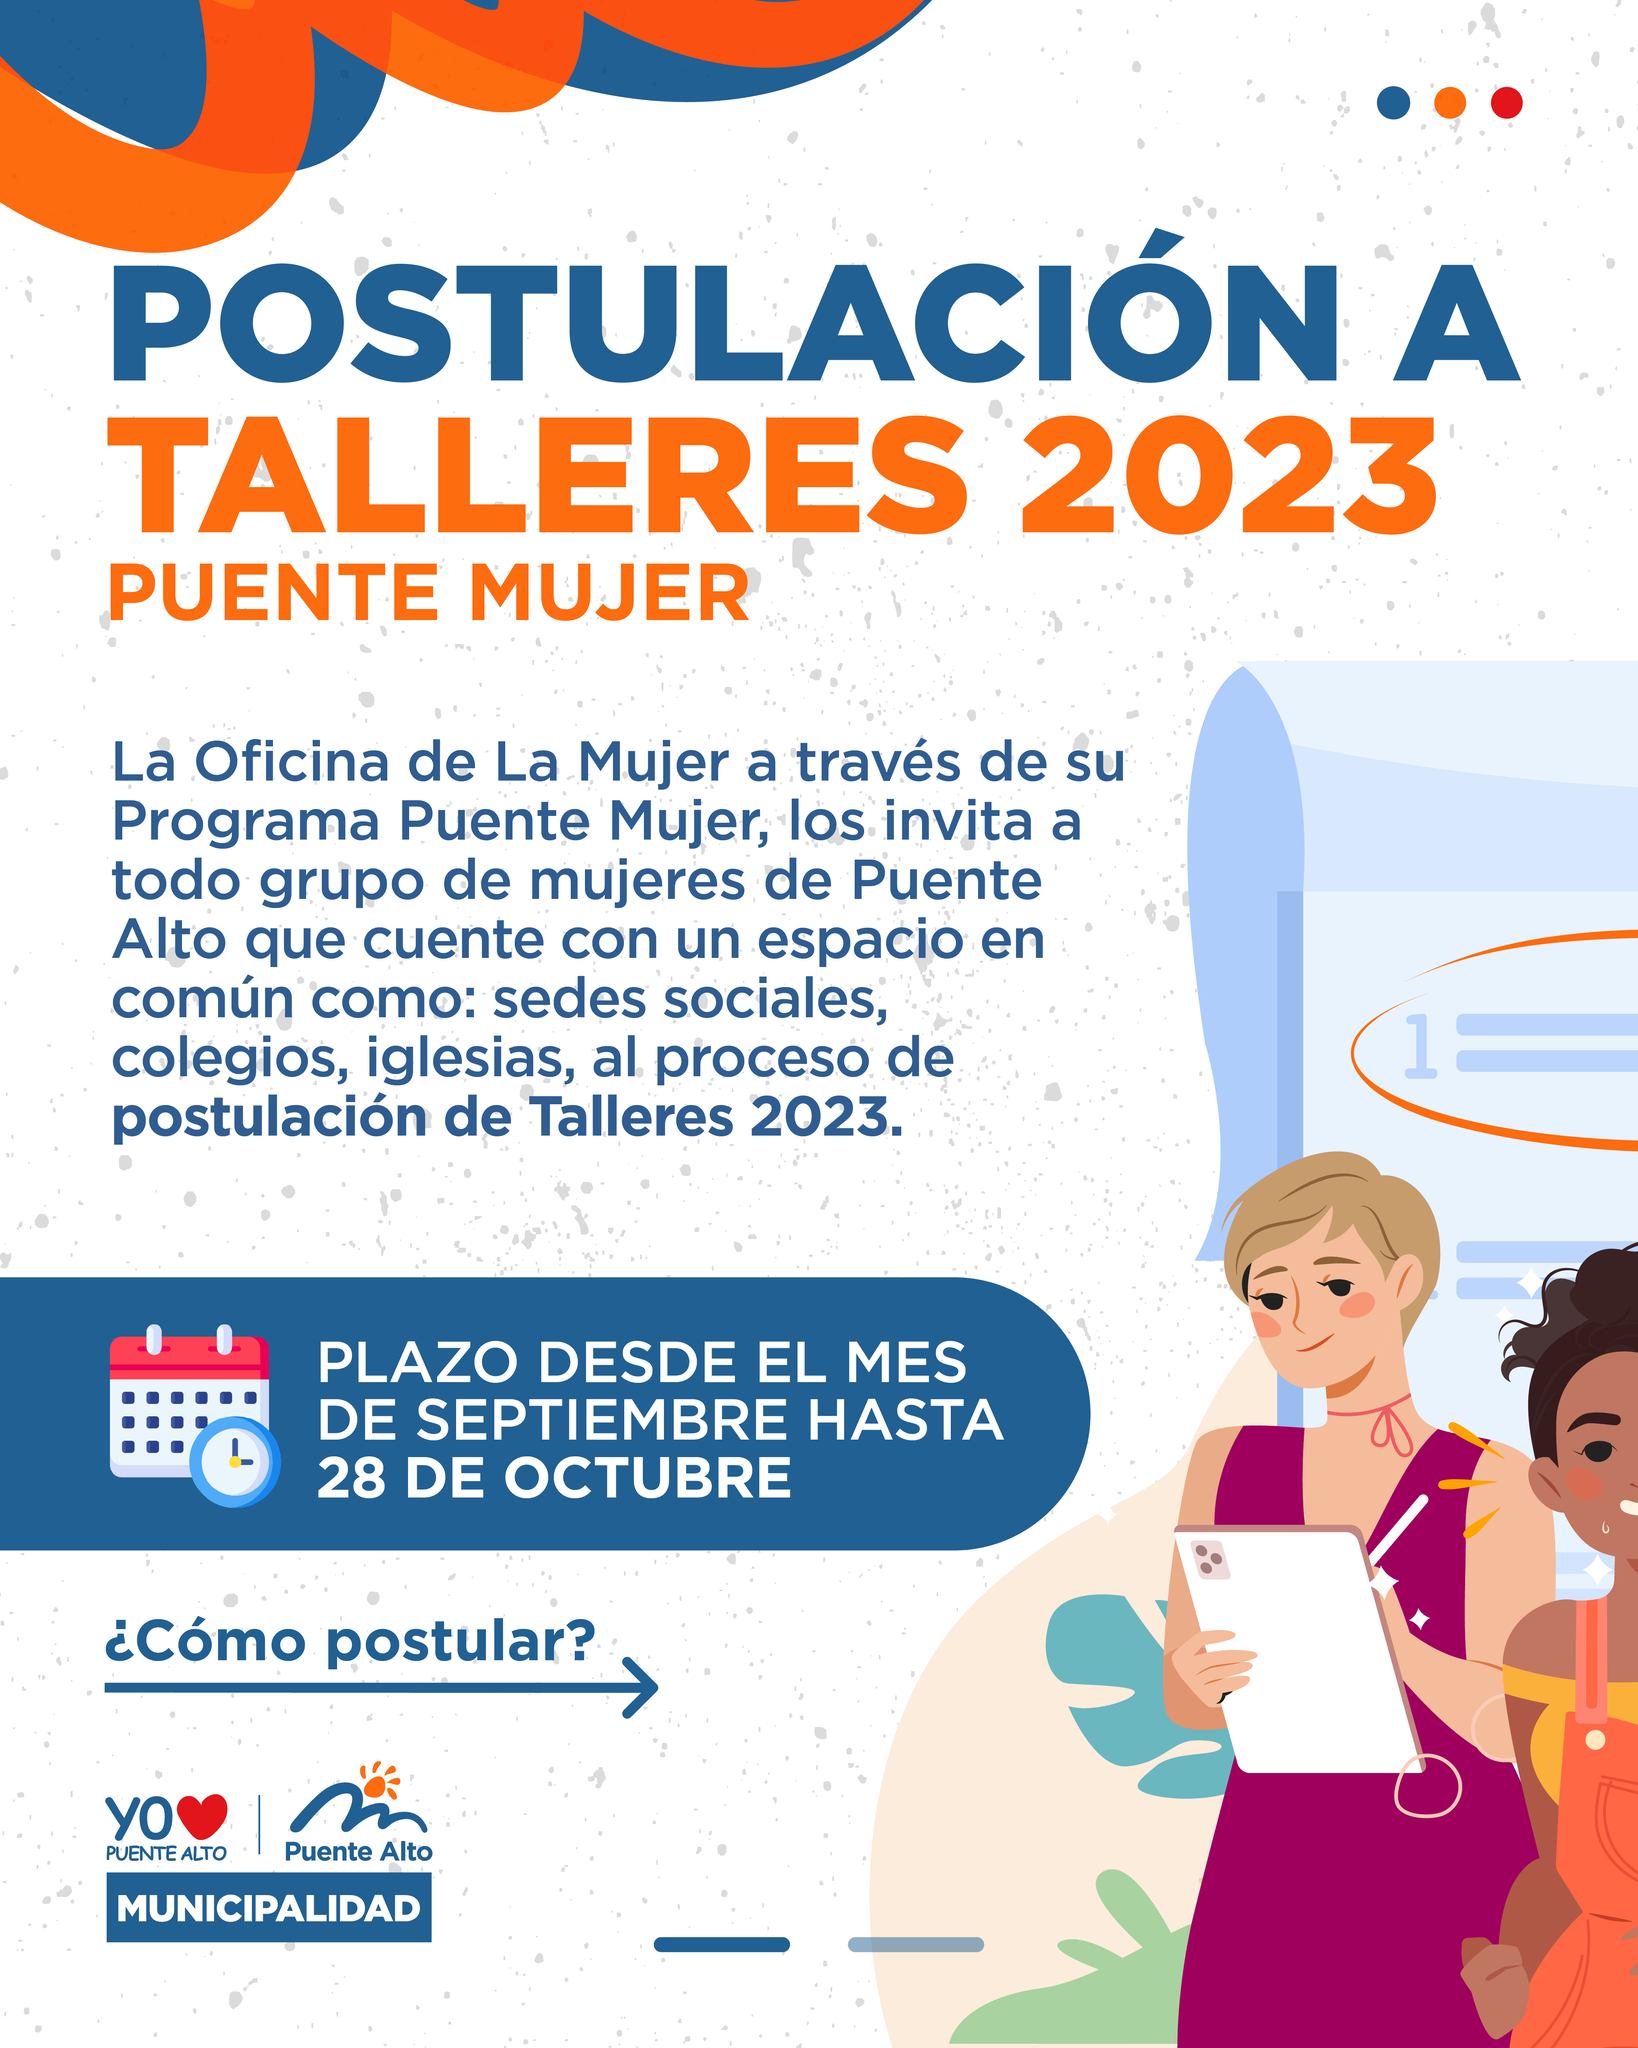 POSTULACIÓN A
TALLERES 2023
PUENTE MUJER
La Oficina de La Mujer a través de su
Programa Puente Mujer, los invita a
todo grupo de mujeres de Puente
Alto que cuente con un espacio en
común como: sedes sociales,
colegios, iglesias, al proceso de
postulación de Talleres 2023.
1
PLAZO DESDE EL MES
DE SEPTIEMBRE HASTA
28 DE OCTUBRE
¿Cómo postular?
YO
PUENTE ALTO
Puente Alto
MUNICIPALIDAD